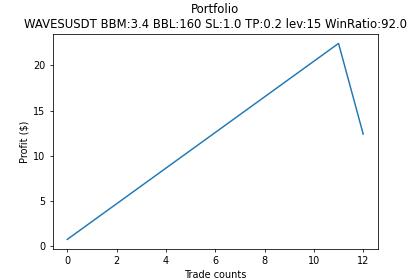 Portfolio
WAVESUSDT BBM:3.4 BBL:160 SL:1.0 TP:0.2 lev:15 WinRatio:92.0
Profit ($)
20
15
10
5
0
0 2 4 6 8 10 12
Trade counts